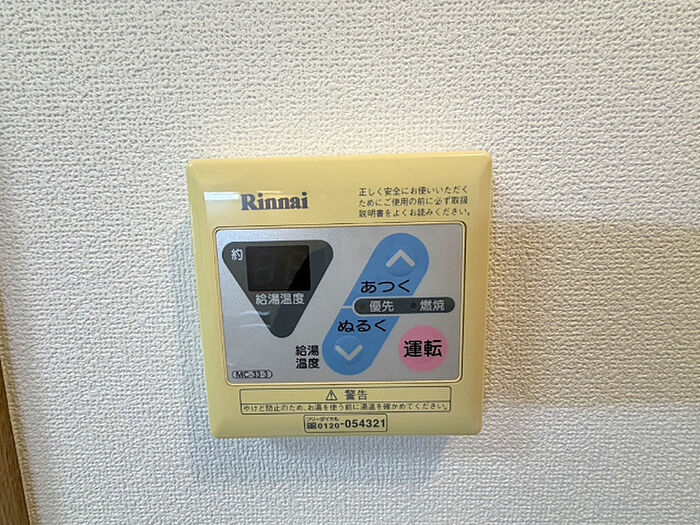 Rinnai
正しく安全にお使いいただく
ためにご使用の前に必ず取扱
説明書をよくお読みください。
約
給湯温度
あつく
優先 燃焼
ぬるく
給湯
温度
運転
MC-33-3
⚠ 警告
やけど防止のため、お湯を使う前に湯温を確かめてください。
フリーダイヤル
0120-054321